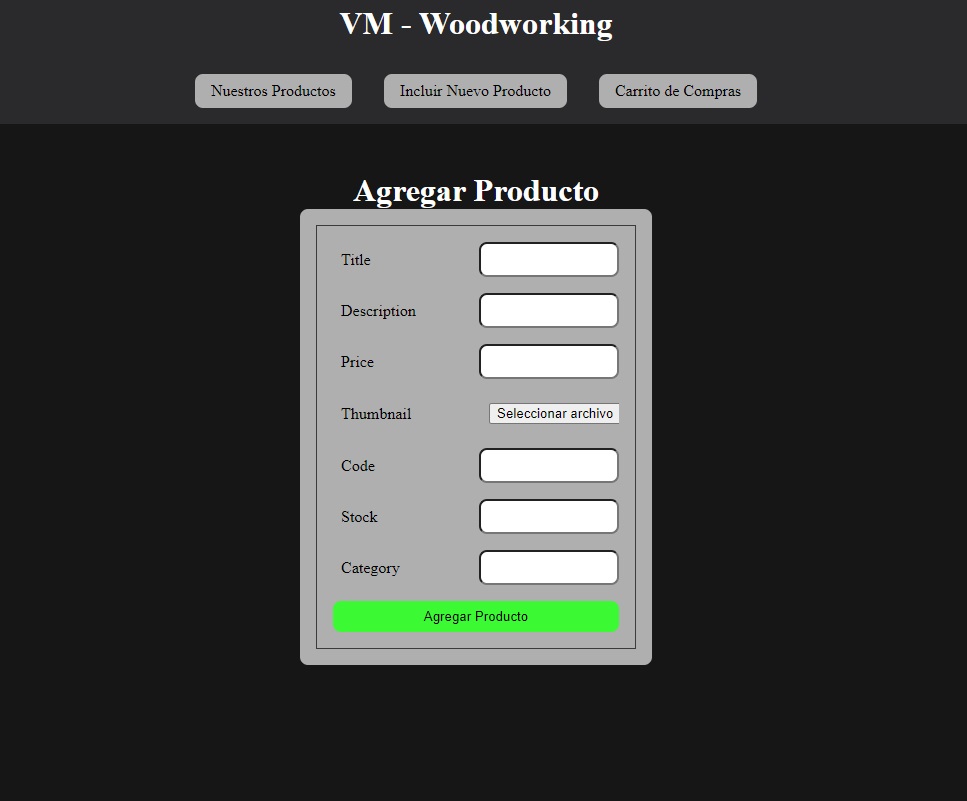 VM - Woodworking
Nuestros Productos Incluir Nuevo Producto Carrito de Compras
Agregar Producto
Title
Description
Price
Thumbnail Seleccionar archivo
Code
Stock
Category
Agregar Producto